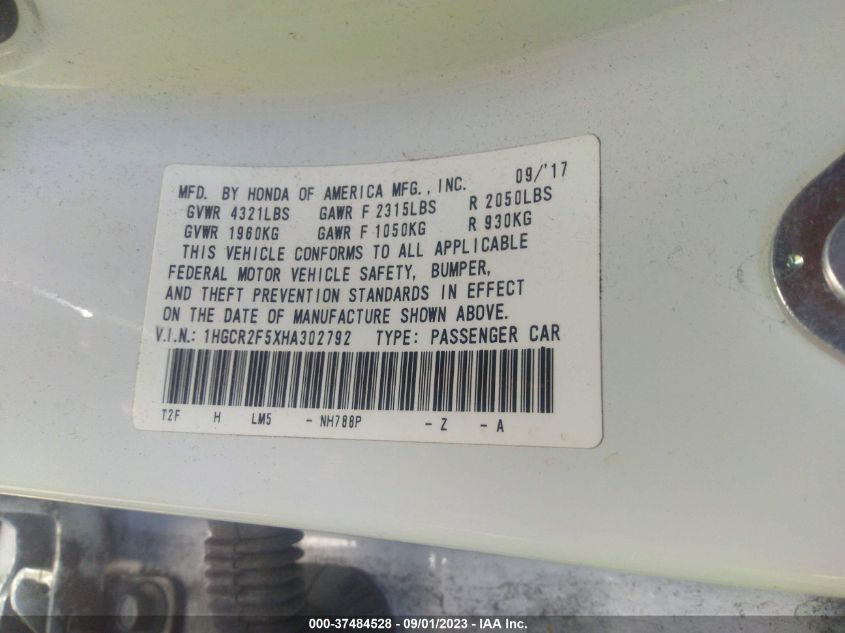 MFD. BY HONDA OF AMERICA MFG., INC. 09/'17
GVWR 4321LBS GAWR F 2315LBS R 2050LBS
GVWR 1960KG GAWR F 1050KG R 930KG
THIS VEHICLE CONFORMS TO ALL APPLICABLE
FEDERAL MOTOR VEHICLE SAFETY, BUMPER,
AND THEFT PREVENTION STANDARDS IN EFFECT
ON THE DATE OF MANUFACTURE SHOWN ABOVE.
V.I.N.: 1HGCR2F5XHA302792 TYPE: PASSENGER CAR
T2F H LM5 - NH788P - Z - A
000-37484528 - 09/01/2023 - IAA Inc.